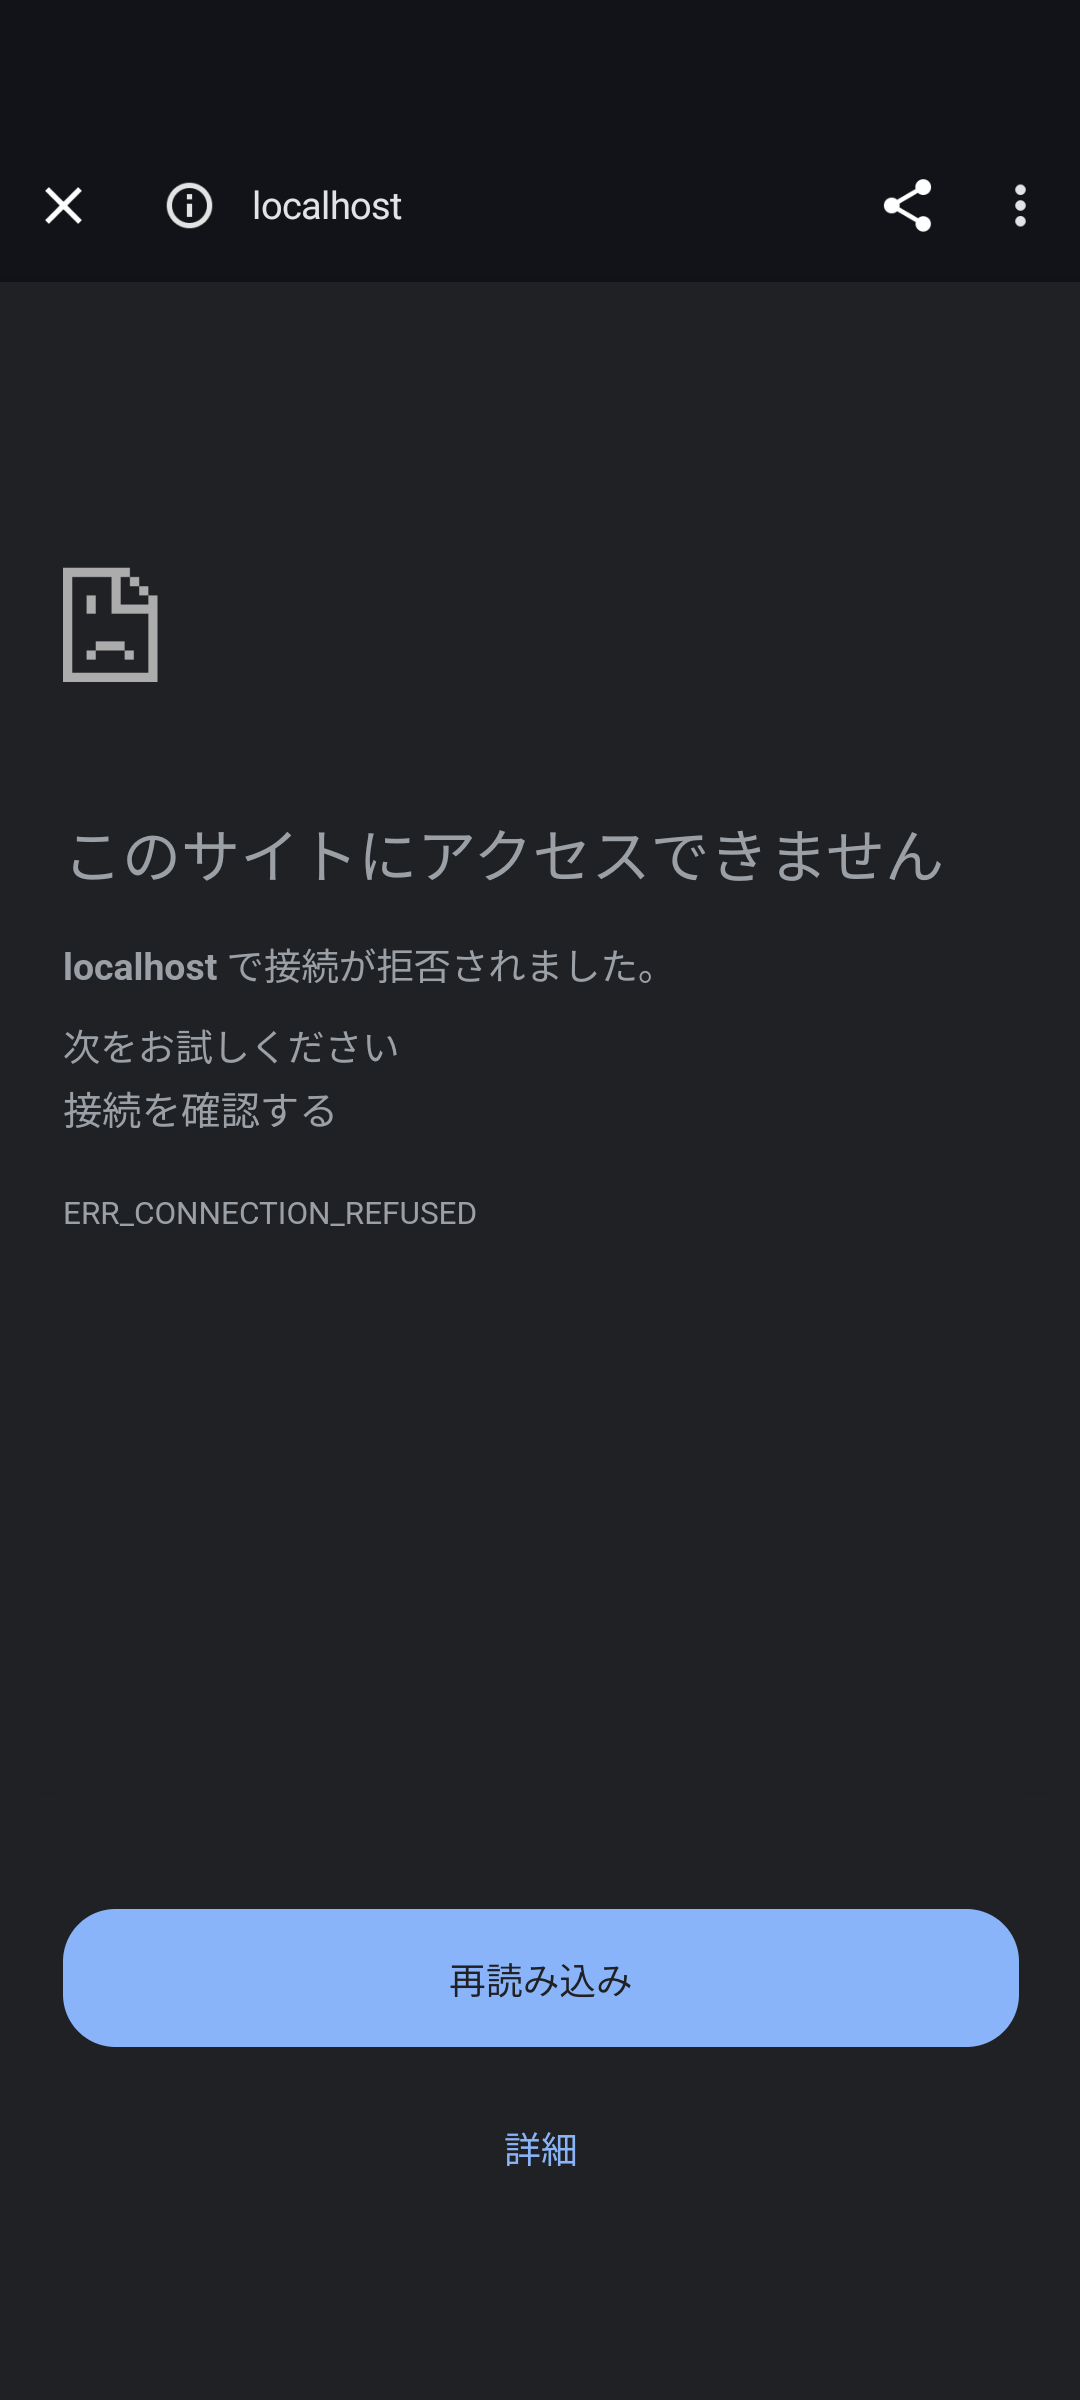 localhost
このサイトにアクセスできません
localhost で接続が拒否されました。
次をお試しください
接続を確認する
ERR_CONNECTION_REFUSED
再読み込み
詳細